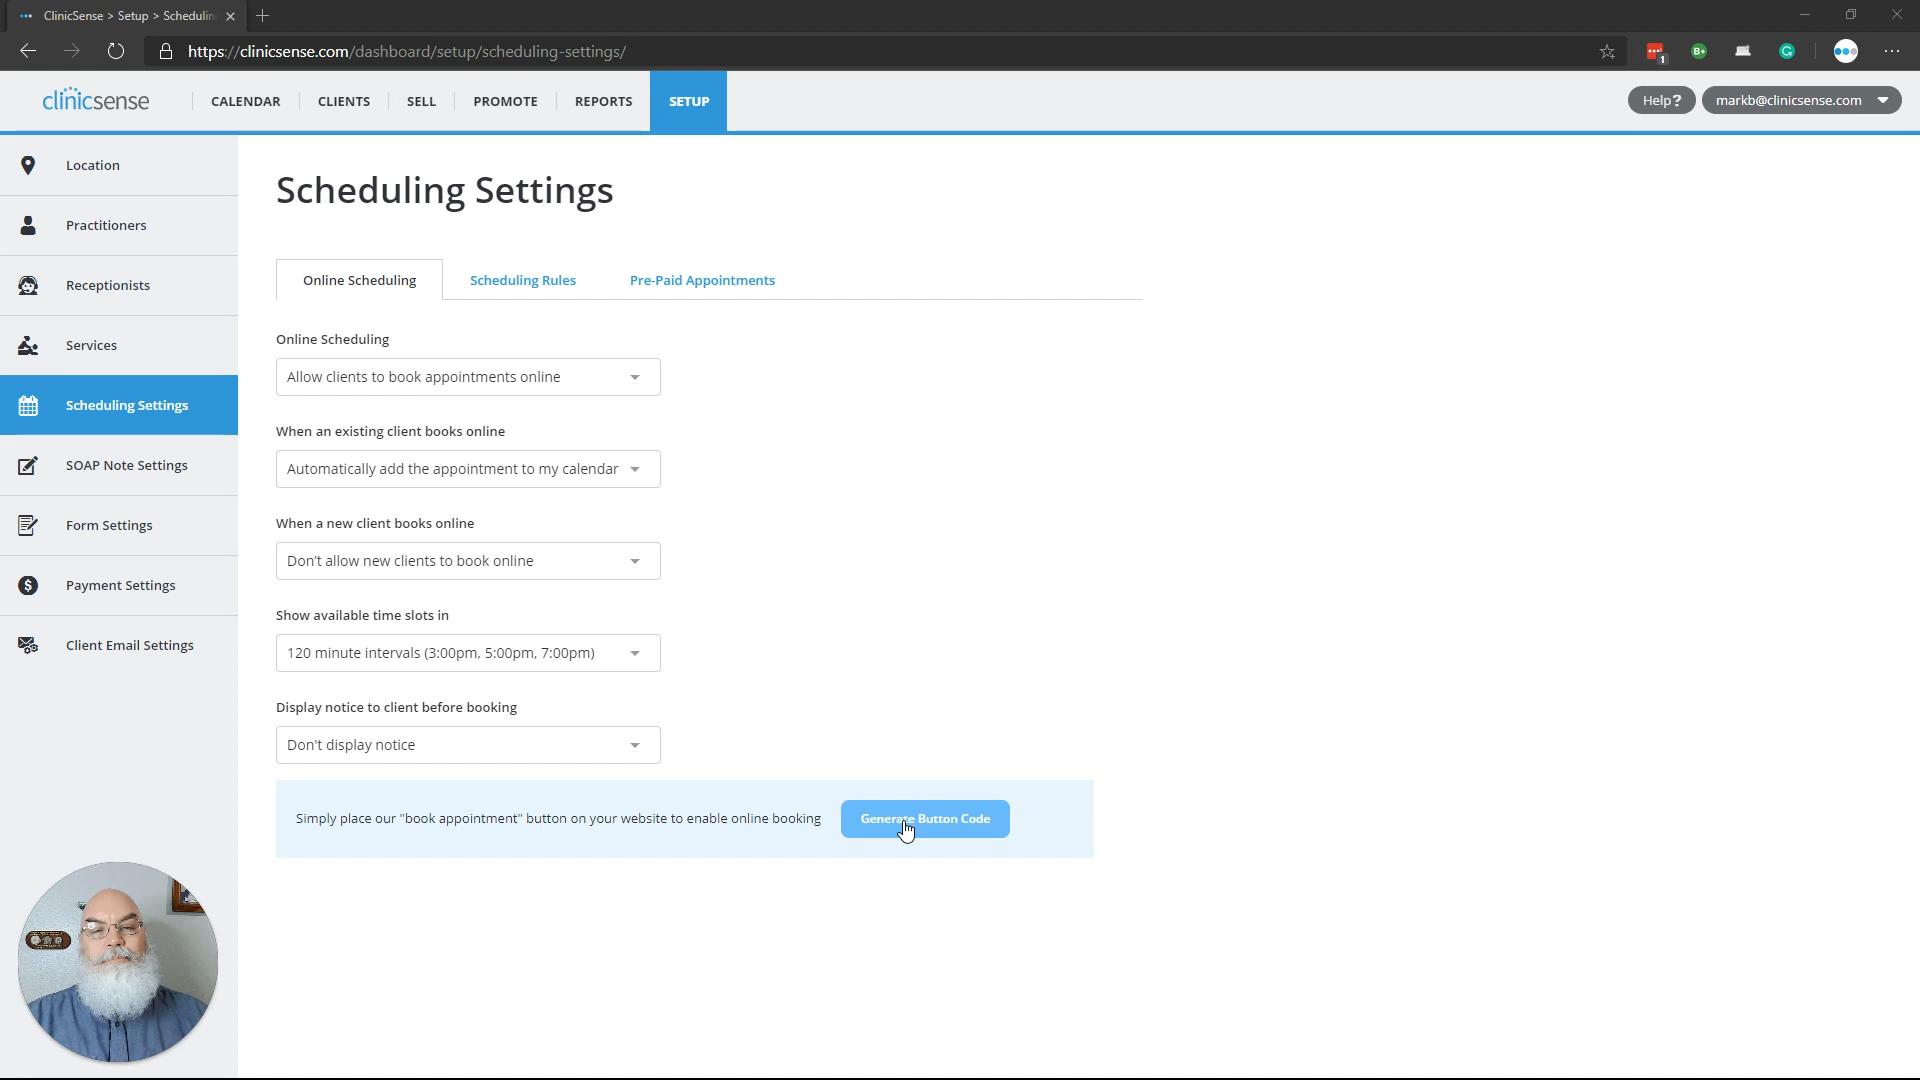 ClinicSense > Setup > Schedulin
https://clinicsense.com/dashboard/setup/scheduling-settings/
1
B+
G
clinicsense
CALENDAR
CLIENTS
SELL
PROMOTE
REPORTS
SETUP
Help?
markb@clinicsense.com
Location
Practitioners
Receptionists
Services
Scheduling Settings
SOAP Note Settings
Form Settings
Payment Settings
Client Email Settings
Scheduling Settings
Online Scheduling
Scheduling Rules
Pre-Paid Appointments
Online Scheduling
Allow clients to book appointments online
When an existing client books online
Automatically add the appointment to my calendar
When a new client books online
Don't allow new clients to book online
Show available time slots in
120 minute intervals (3:00pm, 5:00pm, 7:00pm)
Display notice to client before booking
Don't display notice
Simply place our "book appointment" button on your website to enable online booking
Generate Button Code